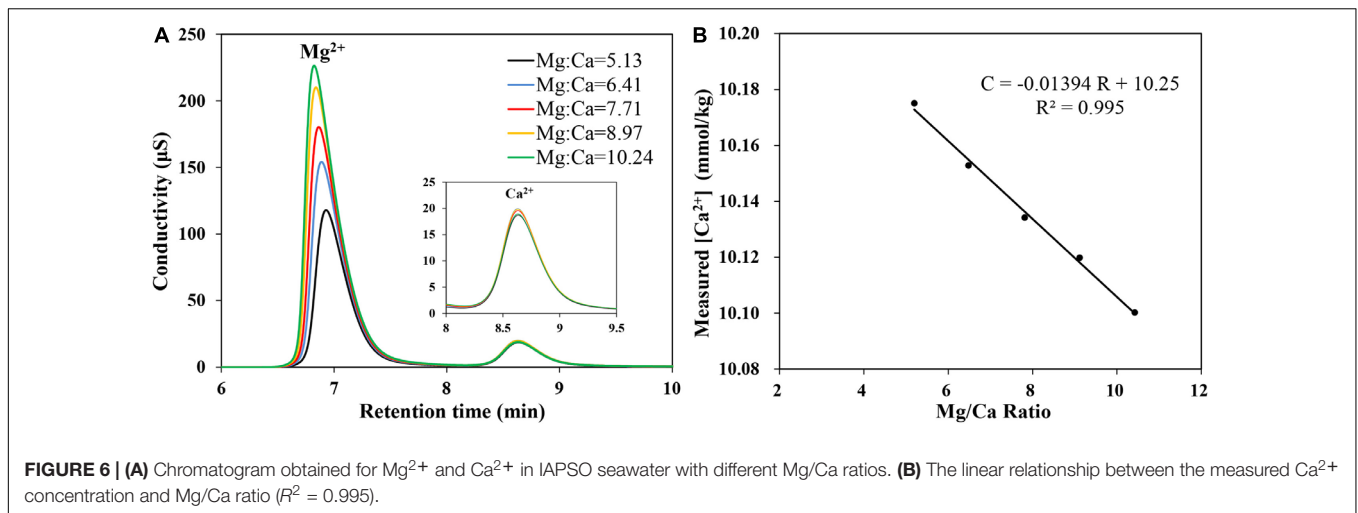 A
Mg²⁺
Mg:Ca=5.13
Mg:Ca=6.41
Mg:Ca=7.71
Mg:Ca=8.97
Mg:Ca=10.24
250
200
150
100
50
0
Conductivity (µS)
6 7 8 9 10
Retention time (min)
Ca²⁺
25
20
15
10
5
0
8 8.5 9 9.5
B
10.20
10.18
10.16
10.14
10.12
10.10
10.08
Measured [Ca²⁺] (mmol/kg)
C = -0.01394 R + 10.25
R² = 0.995
2 4 6 8 10 12
Mg/Ca Ratio
FIGURE 6 | (A) Chromatogram obtained for Mg²⁺ and Ca²⁺ in IAPSO seawater with different Mg/Ca ratios. (B) The linear relationship between the measured Ca²⁺
concentration and Mg/Ca ratio (R² = 0.995).